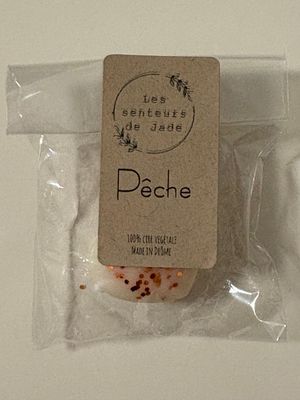 Les
senteurs
de Jade
Pêche
100% CIRE VÉGÉTALE
MADE IN DRÔME